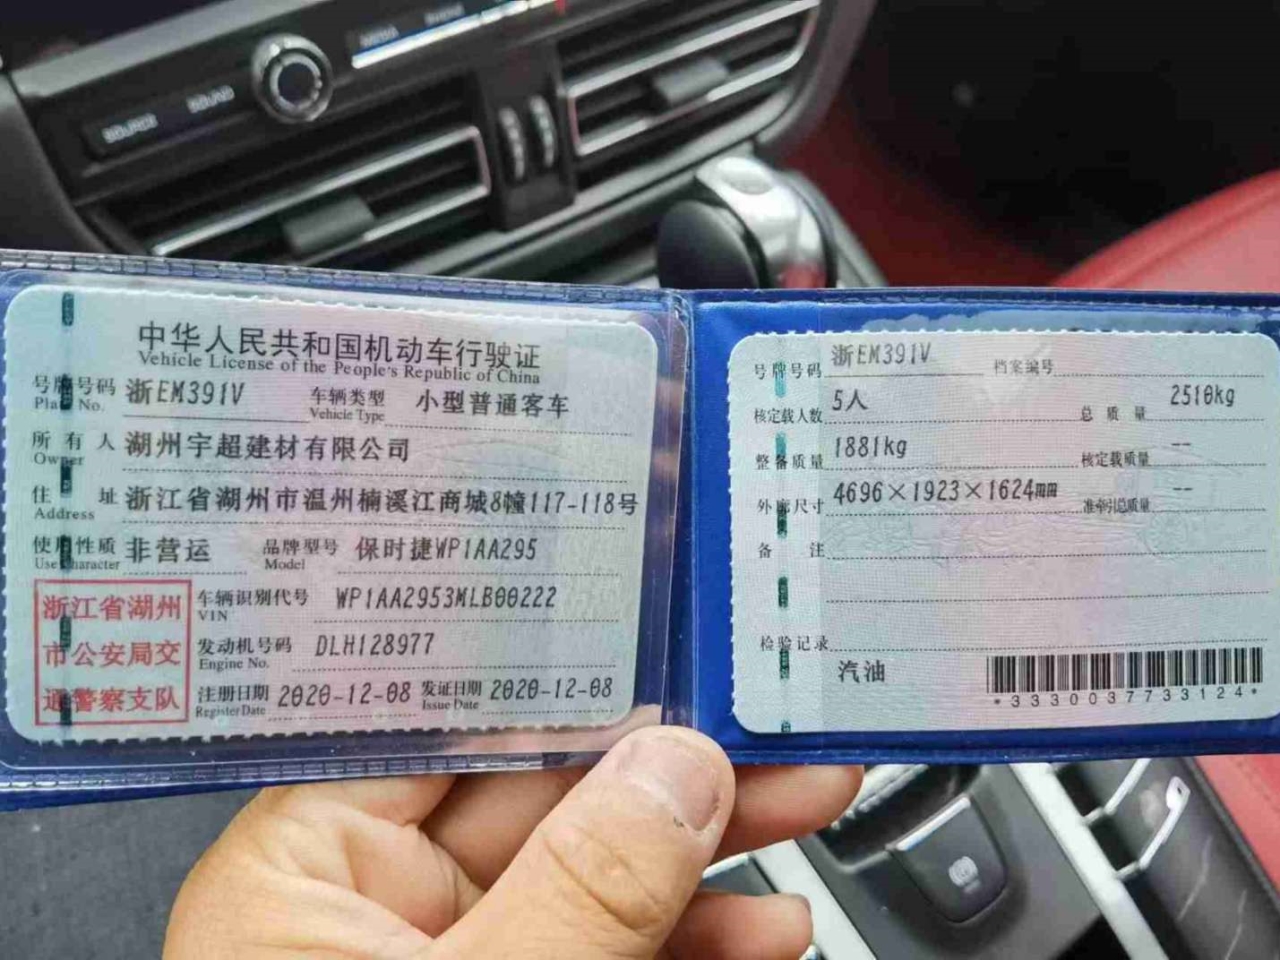 SOURCE
SOUND
中华人民共和国机动车行驶证
Vehicle License of the People's Republic of China
号牌号码 浙EM391V 车辆类型 小型普通客车
Plate No. Vehicle Type
所有人 湖州宇超建材有限公司
Owner
住址 浙江省湖州市温州楠溪江商城8幢117-118号
Address
使用性质 非营运 品牌型号 保时捷WP1AA295
Use Character Model
浙江省湖州
市公安局交
通警察支队
车辆识别代号 WP1AA2953MLB00222
VIN
发动机号码 DLH128977
Engine No.
注册日期 2020-12-08 发证日期 2020-12-08
Register Date Issue Date
号牌号码 浙EM391V 档案编号
核定载人数 5人 总质量 2510kg
整备质量 1881kg 核定载质量 --
外廓尺寸 4696×1923×1624mm 准牵引总质量 --
备注
检验记录
汽油
*3330037733124*